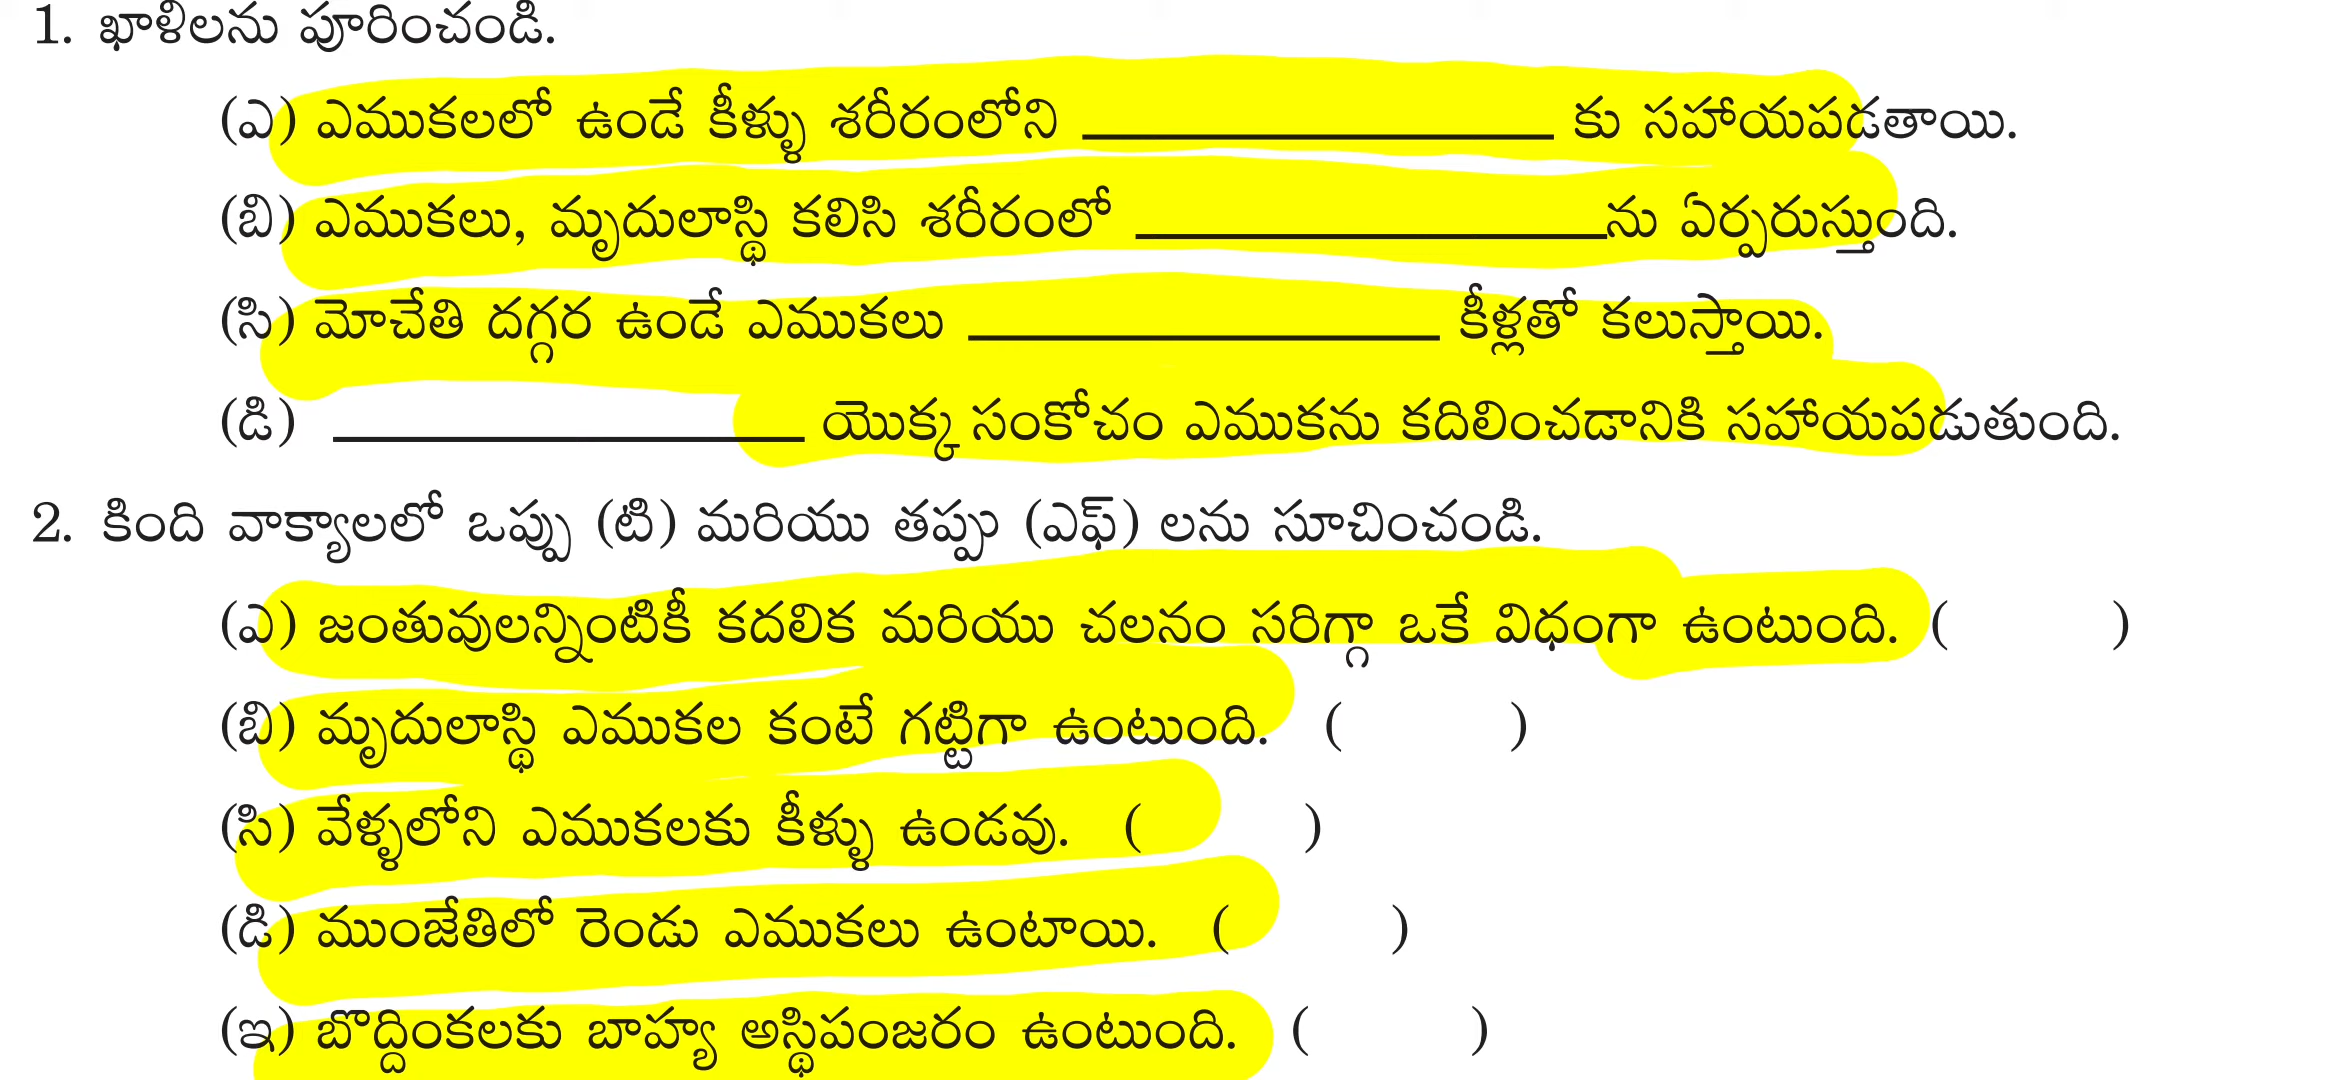 1. ఖాళీలను పూరించండి.
(ఎ) ఎముకలలో ఉండే కీళ్ళు శరీరంలోని ____________ కు సహాయపడతాయి.
(బి) ఎముకలు, మృదులాస్థి కలిసి శరీరంలో ____________ను ఏర్పరుస్తుంది.
(సి) మోచేతి దగ్గర ఉండే ఎముకలు ____________ కీళ్లతో కలుస్తాయి.
(డి) ____________ యొక్క సంకోచం ఎముకను కదిలించడానికి సహాయపడుతుంది.
2. కింది వాక్యాలలో ఒప్పు (టి) మరియు తప్పు (ఎఫ్) లను సూచించండి.
(ఎ) జంతువులన్నింటికీ కదలిక మరియు చలనం సరిగ్గా ఒకే విధంగా ఉంటుంది. ( )
(బి) మృదులాస్థి ఎముకల కంటే గట్టిగా ఉంటుంది. ( )
(సి) వేళ్ళలోని ఎముకలకు కీళ్ళు ఉండవు. ( )
(డి) ముంజేతిలో రెండు ఎముకలు ఉంటాయి. ( )
(ఇ) బొద్దింకలకు బాహ్య అస్థిపంజరం ఉంటుంది. ( )